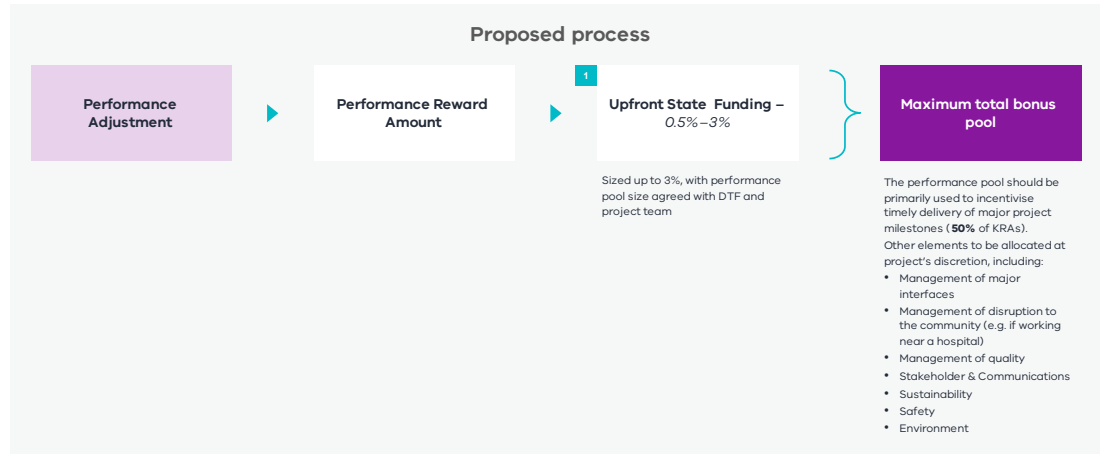 Proposed process
Performance
Adjustment
Performance Reward
Amount
1
Upfront State  Funding –
0.5%–3%
Sized up to 3%, with performance
pool size agreed with DTF and
project team
Maximum total bonus
pool
The performance pool should be
primarily used to incentivise
timely delivery of major project
milestones ( 50% of KRAs).
Other elements to be allocated at
project's discretion, including:
• Management of major
interfaces
• Management of disruption to
the community (e.g. if working
near a hospital)
• Management of quality
• Stakeholder & Communications
• Sustainability
• Safety
• Environment